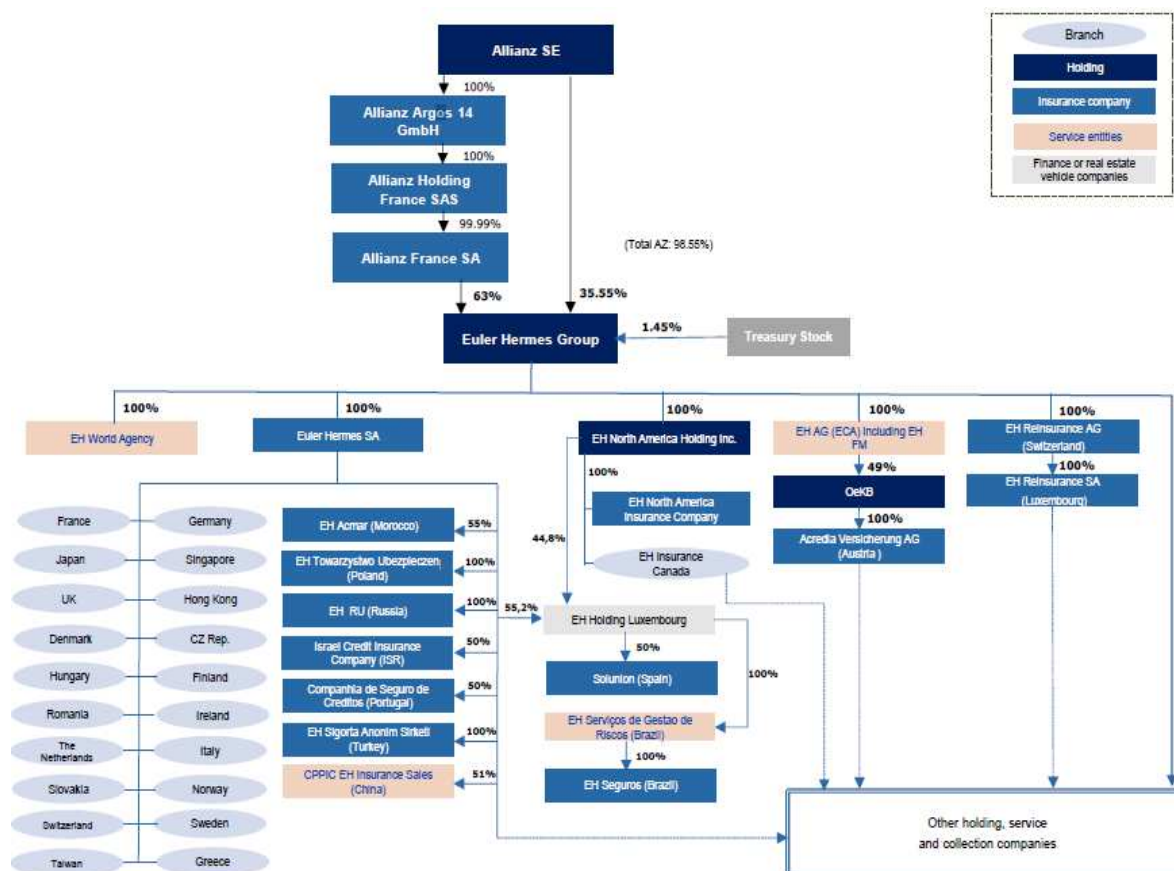 Allianz SE
Branch
Holding
Insurance company
Service entities
Finance or real estate
vehicle companies
100%
Allianz Argos 14
GmbH
100%
Allianz Holding
France SAS
99.99%
Allianz France SA
(Total AZ: 98.55%)
63%
35.55%
Euler Hermes Group
1.45%
Treasury Stock
100%
100%
100%
100%
100%
EH World Agency
Euler Hermes SA
EH North America Holding Inc.
EH AG (ECA) Including EH
FM
EH Reinsurance AG
(Switzerland)
100%
49%
100%
EH North America
Insurance Company
OeKB
EH Reinsurance SA
(Luxembourg)
100%
Acredia Versicherung AG
(Austria )
44,8%
EH Insurance
Canada
France
Germany
Japan
Singapore
UK
Hong Kong
Denmark
CZ Rep.
Hungary
Finland
Romania
Ireland
The
Netherlands
Italy
Slovakia
Norway
Switzerland
Sweden
Taiwan
Greece
EH Acmar (Morocco)
55%
EH Towarzystwo Ubezpieczen
(Poland)
100%
EH RU (Russia)
100%
55,2%
Israel Credit Insurance
Company (ISR)
50%
Companhia de Seguro de
Creditos (Portugal)
50%
EH Sigorta Anonim Sirketi
(Turkey)
100%
CPPIC EH Insurance Sales
(China)
51%
EH Holding Luxembourg
50%
100%
Solunion (Spain)
EH Serviços de Gestao de
Riscos (Brazil)
100%
EH Seguros (Brazil)
Other holding, service
and collection companies